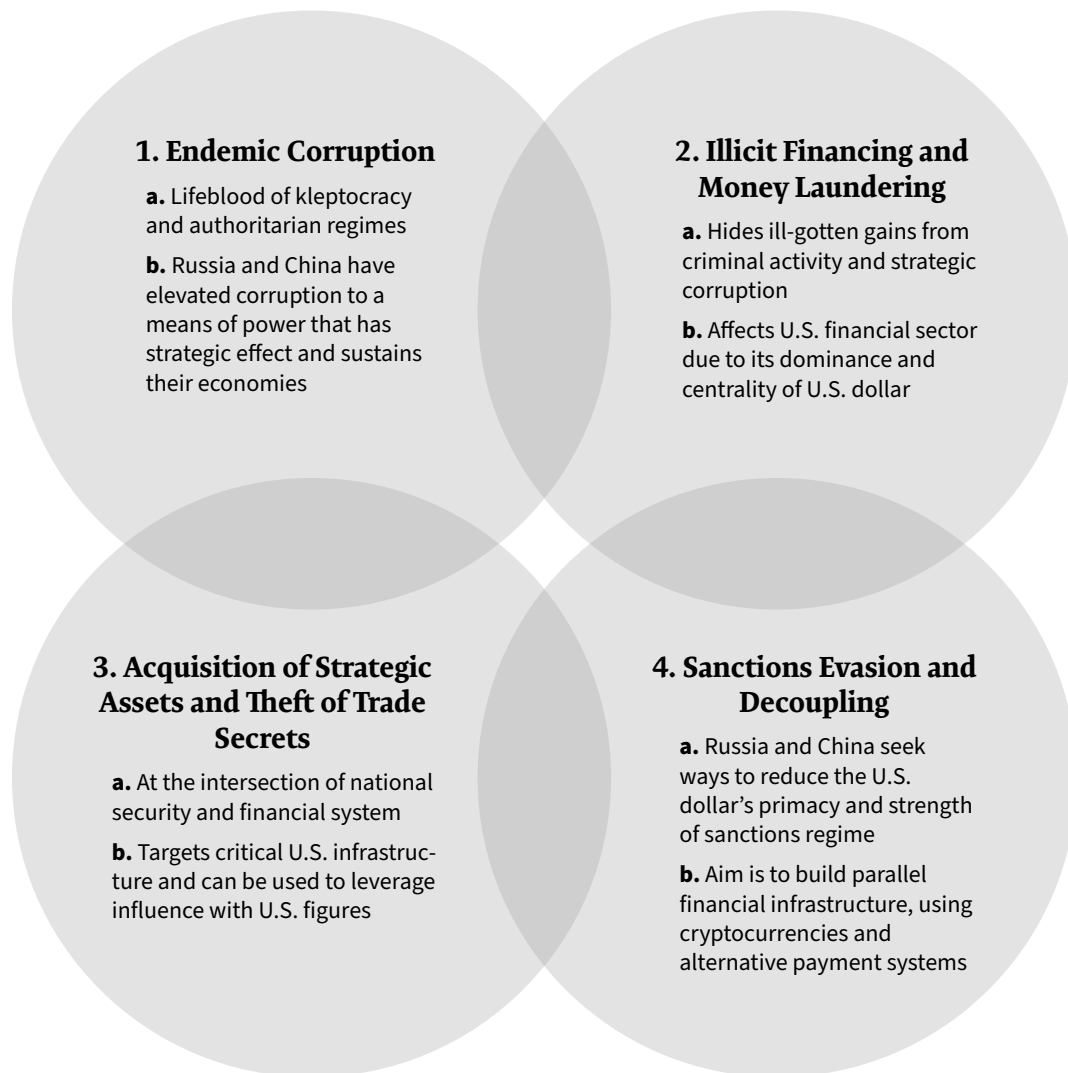 1. Endemic Corruption
a. Lifeblood of kleptocracy
and authoritarian regimes
b. Russia and China have
elevated corruption to a
means of power that has
strategic effect and sustains
their economies
2. Illicit Financing and
Money Laundering
a. Hides ill-gotten gains from
criminal activity and strategic
corruption
b. Affects U.S. financial sector
due to its dominance and
centrality of U.S. dollar
3. Acquisition of Strategic
Assets and Theft of Trade
Secrets
a. At the intersection of national
security and financial system
b. Targets critical U.S. infrastruc-
ture and can be used to leverage
influence with U.S. figures
4. Sanctions Evasion and
Decoupling
a. Russia and China seek
ways to reduce the U.S.
dollar’s primacy and strength
of sanctions regime
b. Aim is to build parallel
financial infrastructure, using
cryptocurrencies and
alternative payment systems